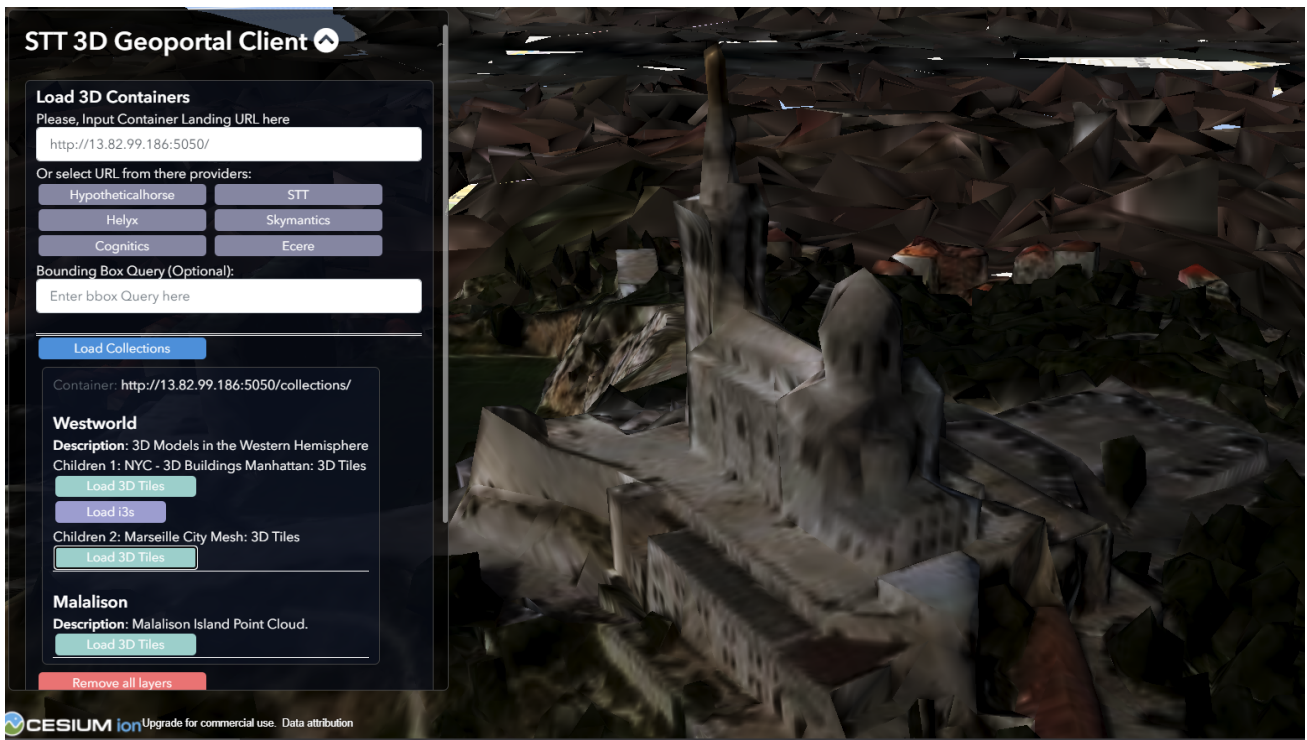 STT 3D Geoportal Client
Load 3D Containers
Please, Input Container Landing URL here
http://13.82.99.186:5050/
Or select URL from there providers:
Hypotheticalhorse
STT
Helyx
Skymantics
Cognitics
Ecere
Bounding Box Query (Optional):
Enter bbox Query here
Load Collections
Container: http://13.82.99.186:5050/collections/
Westworld
Description: 3D Models in the Western Hemisphere
Children 1: NYC - 3D Buildings Manhattan: 3D Tiles
Load 3D Tiles
Load i3s
Children 2: Marseille City Mesh: 3D Tiles
Load 3D Tiles
Malalison
Description: Malalison Island Point Cloud.
Load 3D Tiles
Remove all layers
CESIUM ion Upgrade for commercial use. Data attribution